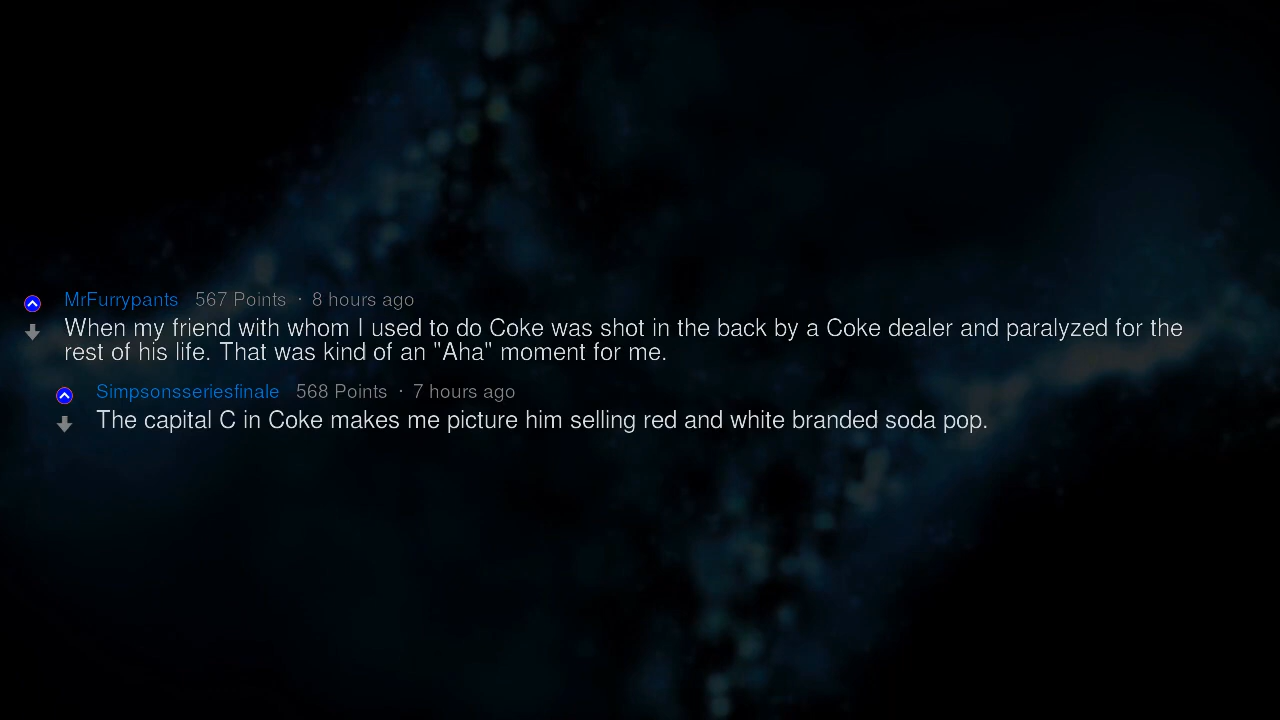 MrFurrypants 567 Points · 8 hours ago
When my friend with whom I used to do Coke was shot in the back by a Coke dealer and paralyzed for the
rest of his life. That was kind of an "Aha" moment for me.
Simpsonsseriesfinale 568 Points · 7 hours ago
The capital C in Coke makes me picture him selling red and white branded soda pop.